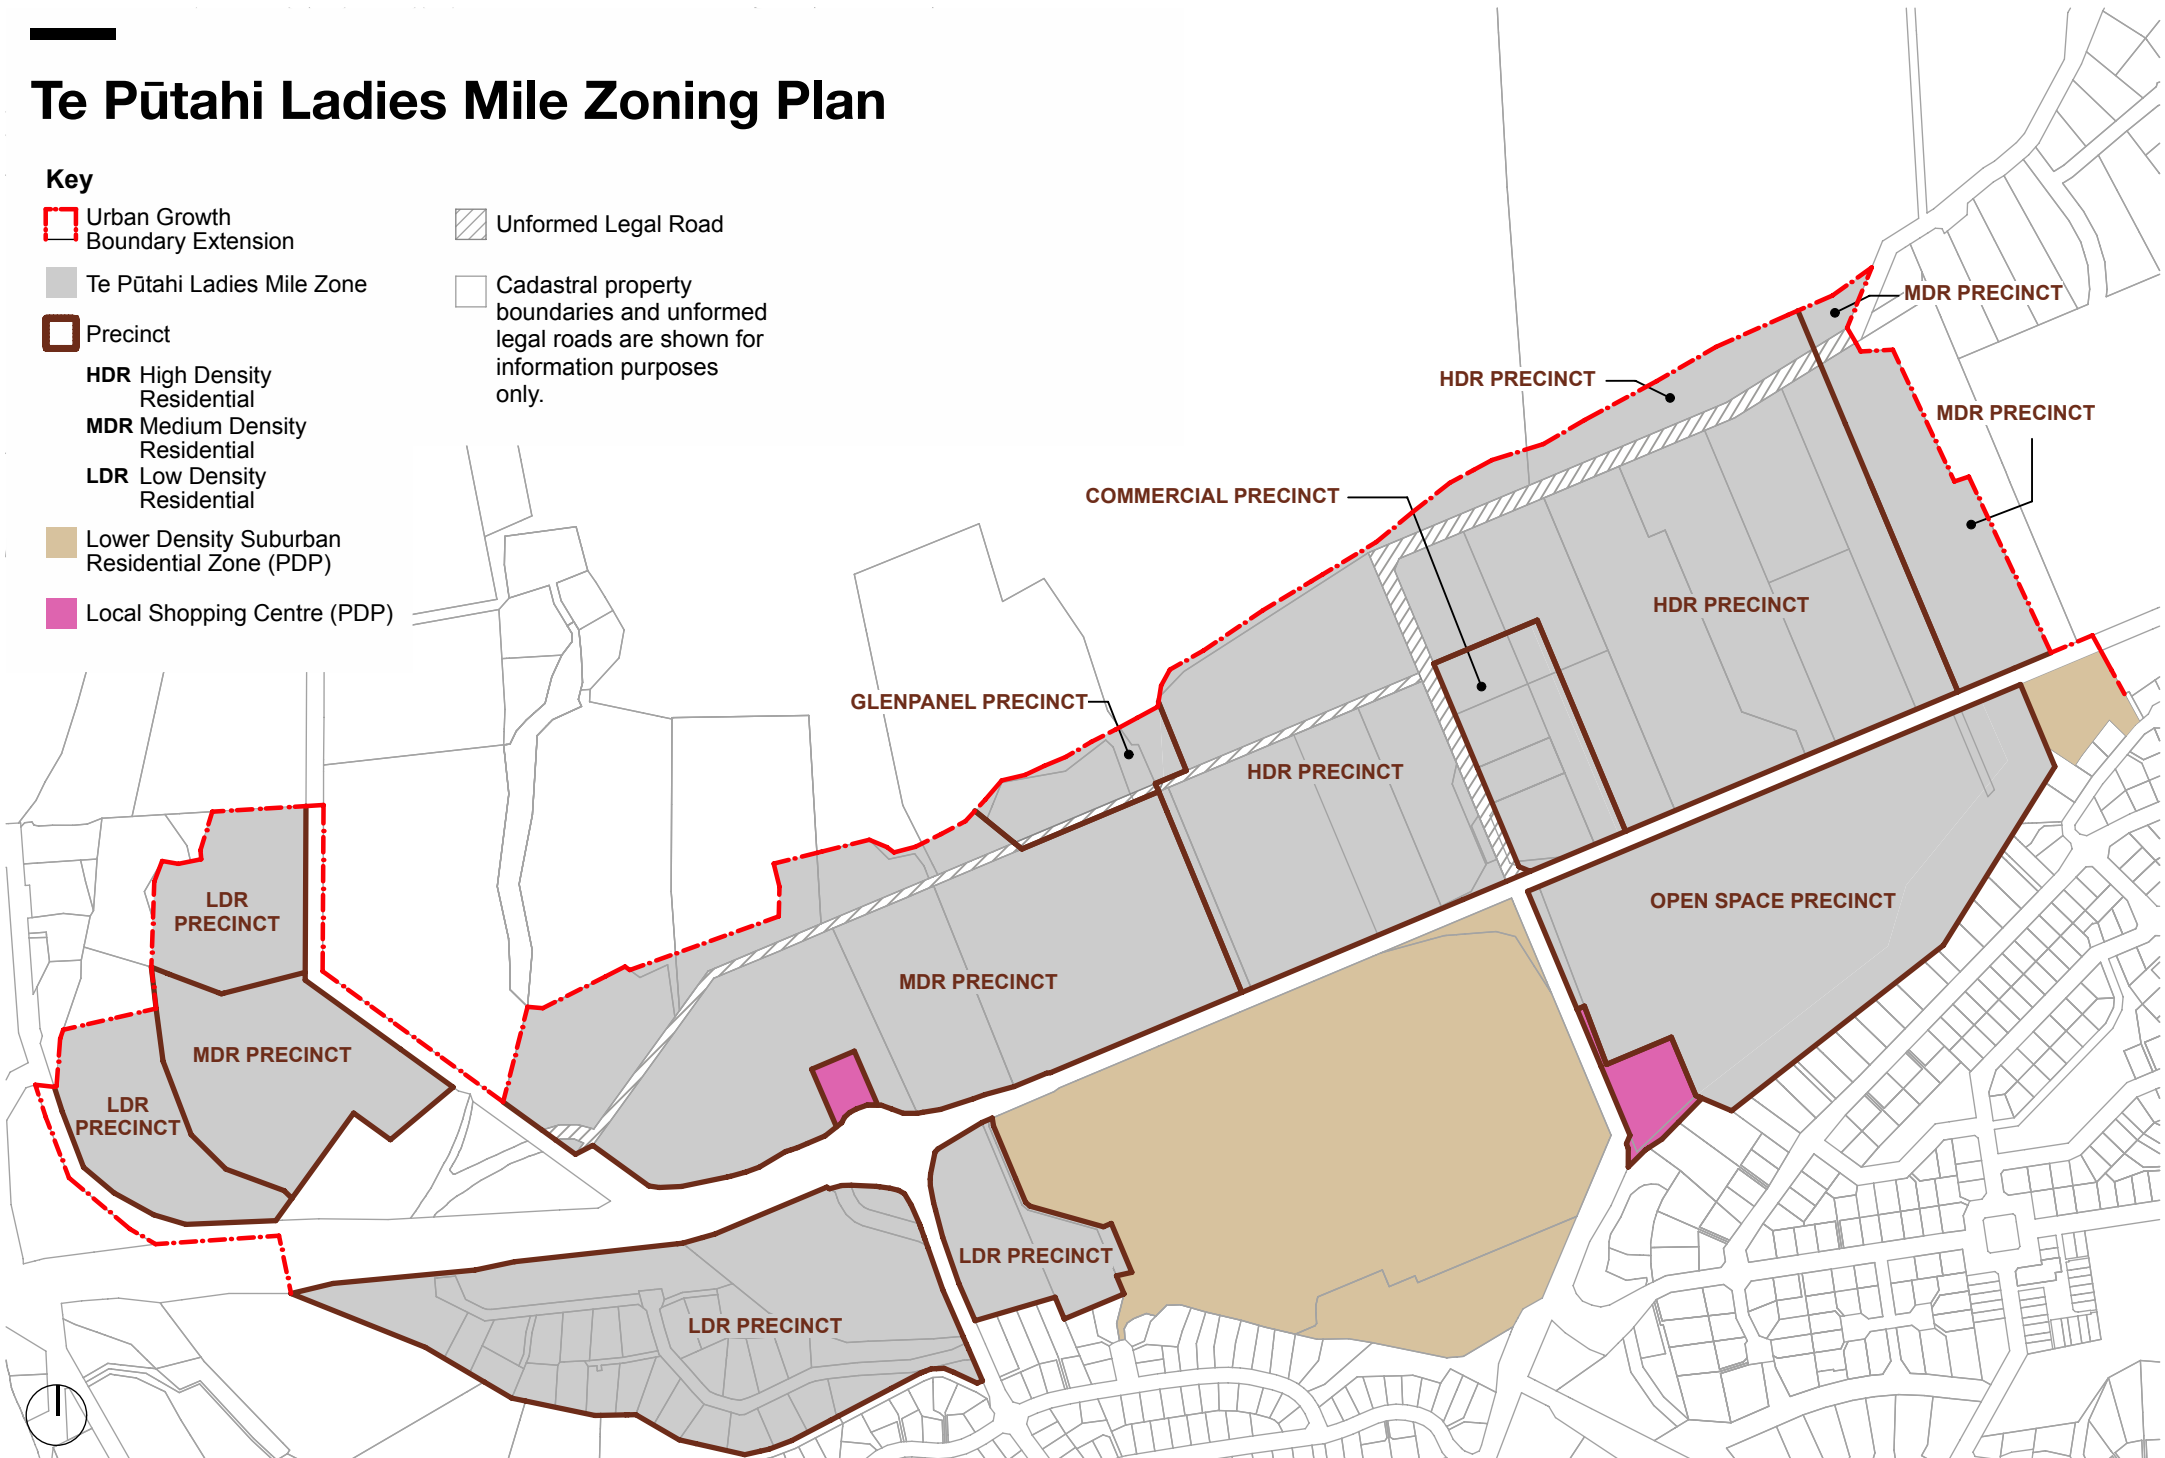 Te Pūtahi Ladies Mile Zoning Plan
Key
Urban Growth
Boundary Extension
Te Pūtahi Ladies Mile Zone
Precinct
HDR High Density
Residential
MDR Medium Density
Residential
LDR Low Density
Residential
Lower Density Suburban
Residential Zone (PDP)
Local Shopping Centre (PDP)
Unformed Legal Road
Cadastral property
boundaries and unformed
legal roads are shown for
information purposes
only.
MDR PRECINCT
HDR PRECINCT
MDR PRECINCT
COMMERCIAL PRECINCT
HDR PRECINCT
GLENPANEL PRECINCT
HDR PRECINCT
OPEN SPACE PRECINCT
LDR
PRECINCT
MDR PRECINCT
MDR PRECINCT
LDR
PRECINCT
LDR PRECINCT
LDR PRECINCT